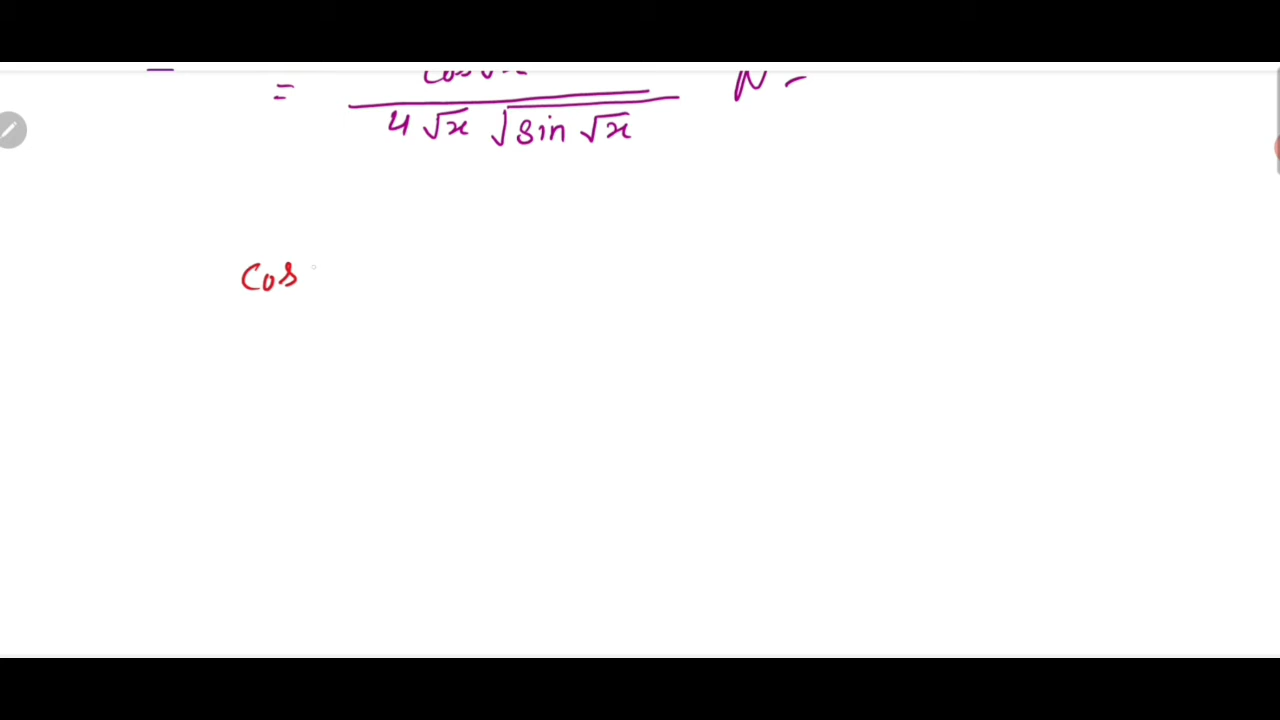 = cos √x / 4 √x √sin √x
Cos